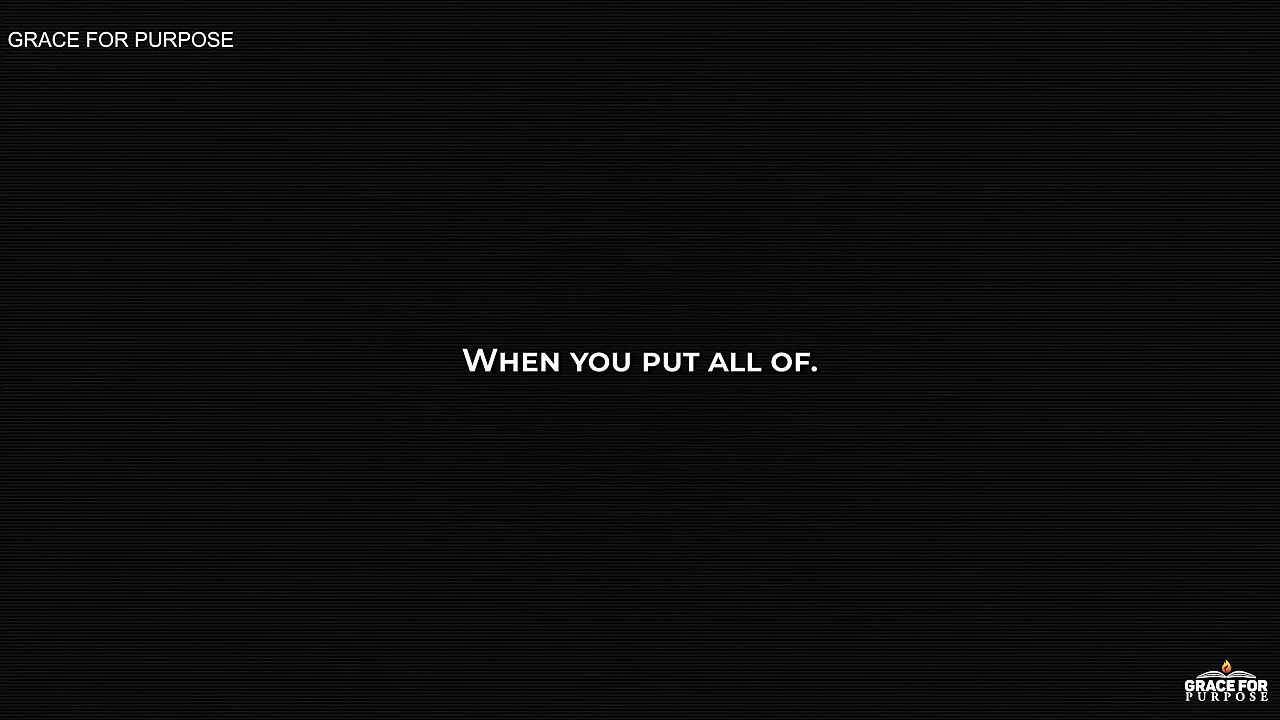 GRACE FOR PURPOSE
WHEN YOU PUT ALL OF.
GRACE FOR
PURPOSE